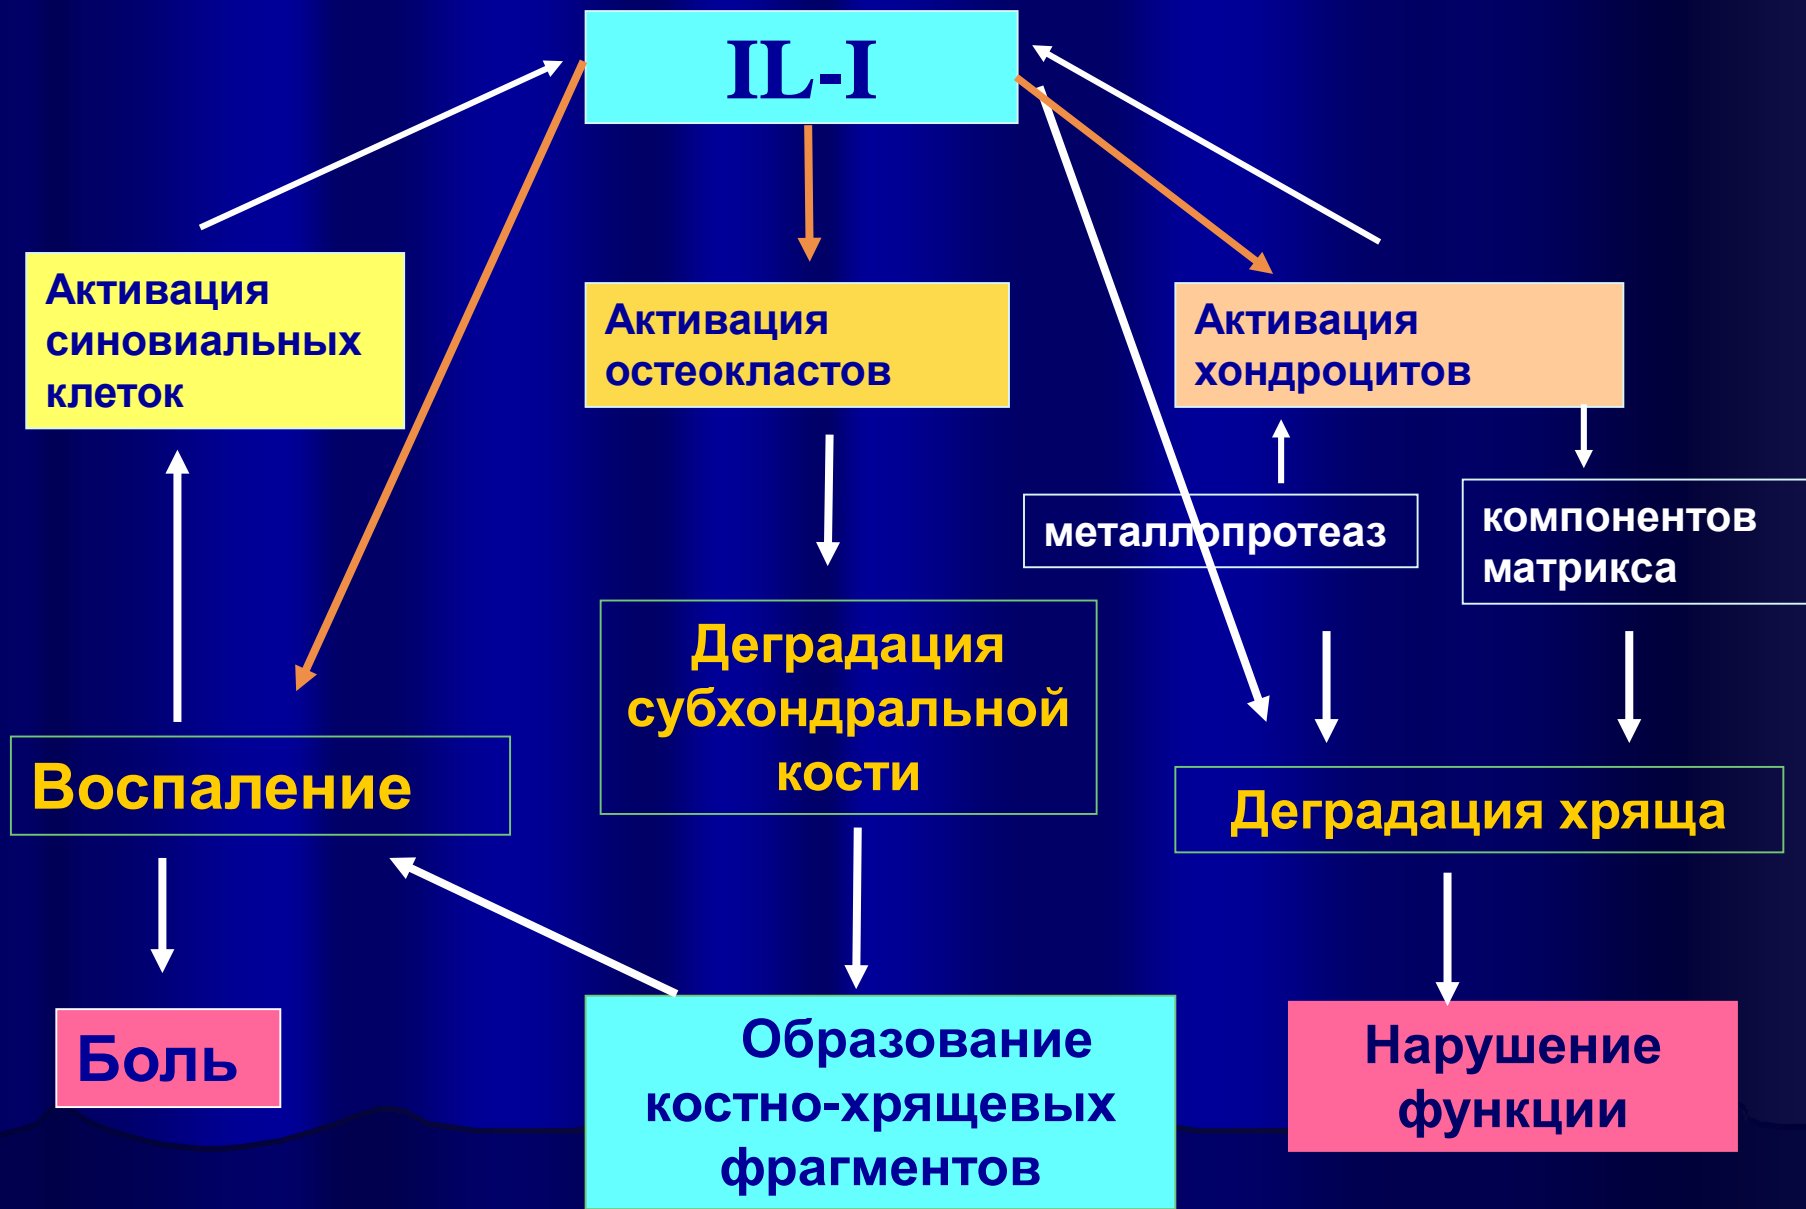 IL-I
Активация
синовиальных
клеток
Активация
остеокластов
Активация
хондроцитов
металлопротеаз
компонентов
матрикса
Деградация
субхондральной
кости
Воспаление
Деградация хряща
Боль
Образование
костно-хрящевых
фрагментов
Нарушение
функции